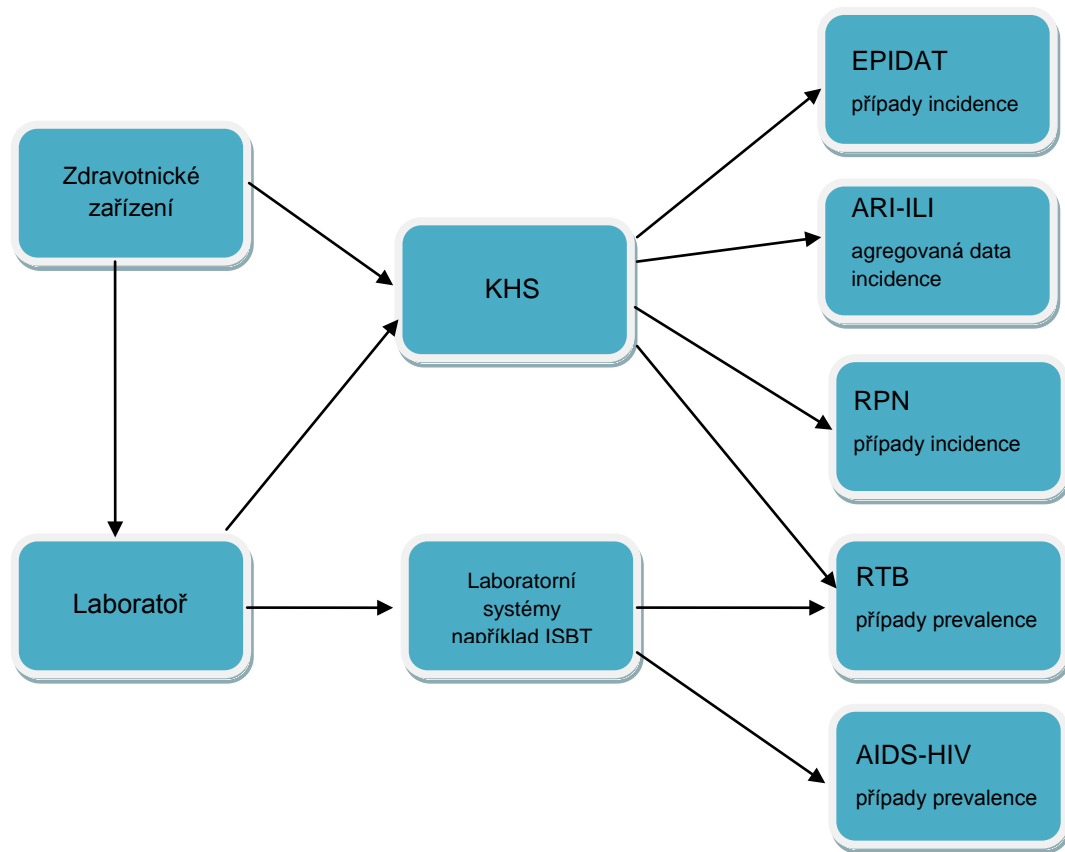 EPIDAT
případy incidence
Zdravotnické
zařízení
ARI-ILI
agregovaná data
incidence
KHS
RPN
případy incidence
Laboratoř
Laboratorní
systémy
například ISBT
RTB
případy prevalence
AIDS-HIV
případy prevalence